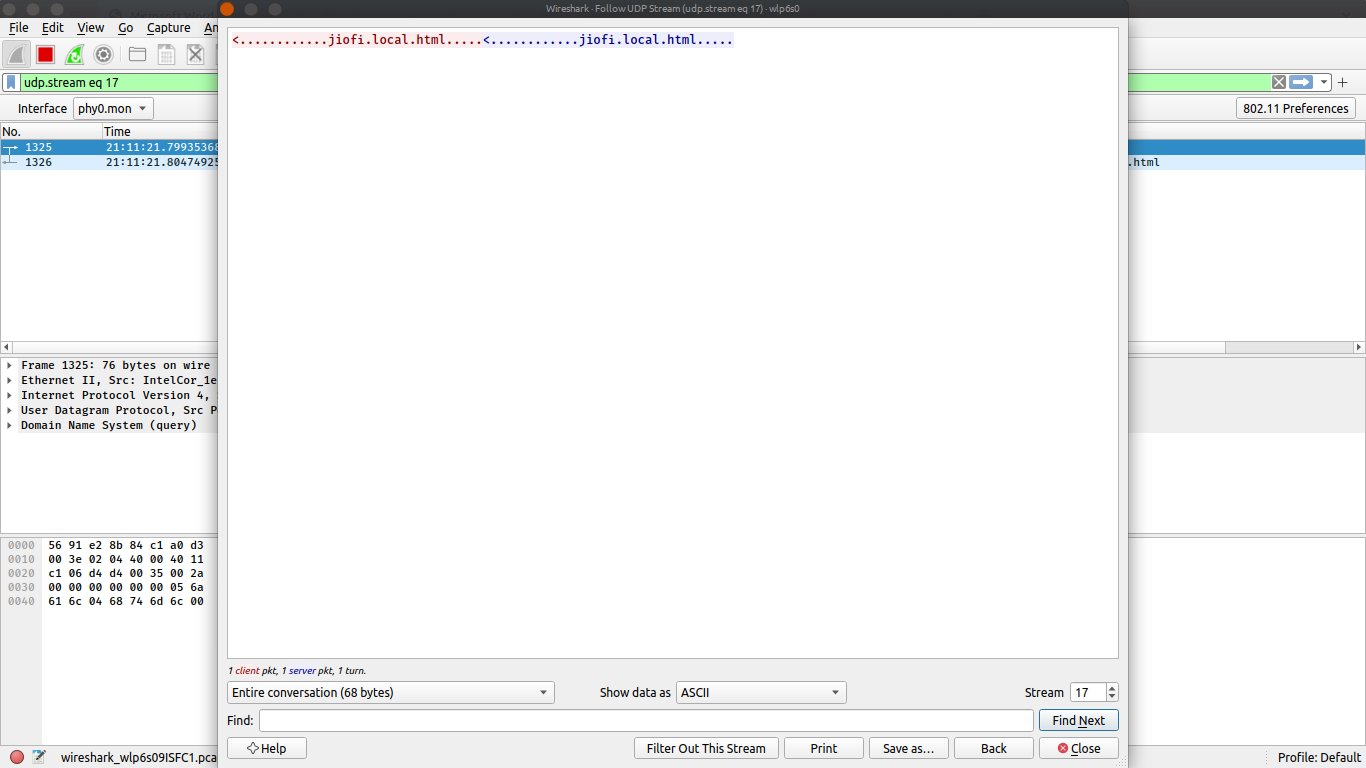 Wireshark · Follow UDP Stream (udp.stream eq 17) · wlp6s0
File Edit View Go Capture An
<............jiofi.local.html.....<............jiofi.local.html.....
udp.stream eq 17
Interface phy0.mon 802.11 Preferences
No. Time
1325 21:11:21.79935368
1326 21:11:21.80474925 .html
Frame 1325: 76 bytes on wire
Ethernet II, Src: IntelCor_1e
Internet Protocol Version 4,
User Datagram Protocol, Src P
Domain Name System (query)
0000 56 91 e2 8b 84 c1 a0 d3
0010 00 3e 02 04 40 00 40 11
0020 c1 06 d4 d4 00 35 00 2a
0030 00 00 00 00 00 00 05 6a
0040 61 6c 04 68 74 6d 6c 00
1 client pkt, 1 server pkt, 1 turn.
Entire conversation (68 bytes) Show data as ASCII Stream 17
Find: Find Next
Help Filter Out This Stream Print Save as… Back Close
wireshark_wlp6s09ISFC1.pca Profile: Default